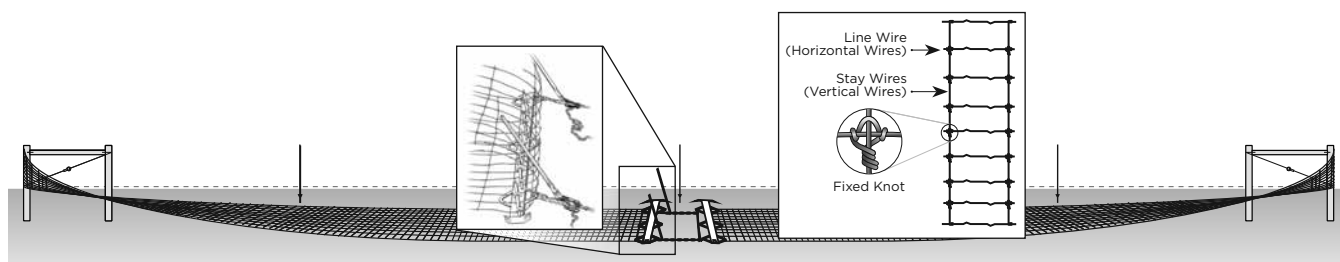 Line Wire
(Horizontal Wires)
Stay Wires
(Vertical Wires)
Fixed Knot